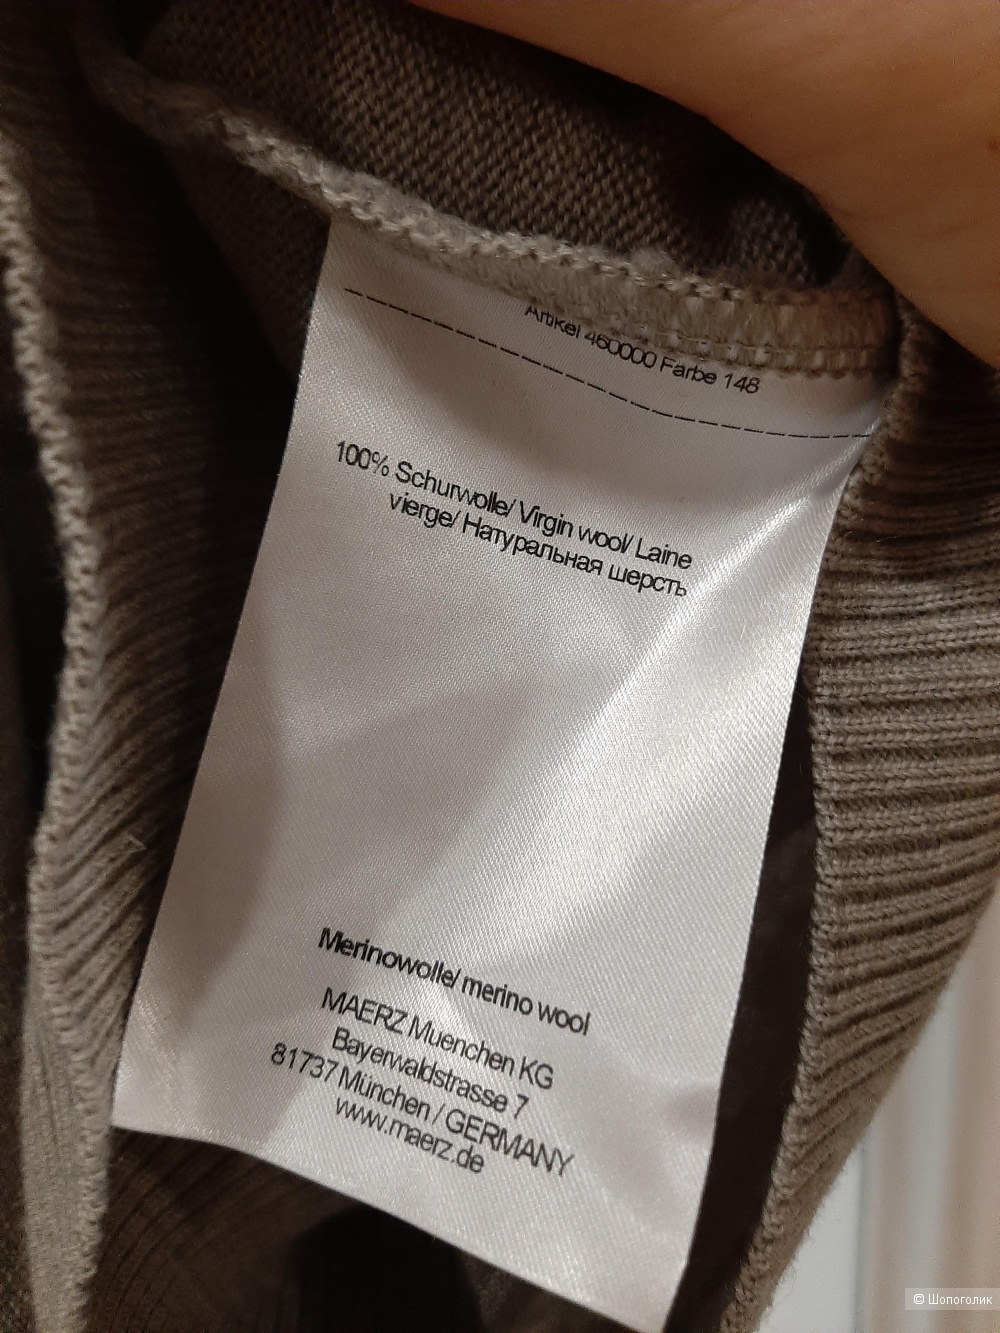 Artikel 460000 Farbe 148
100% Schurwolle/ Virgin wool/ Laine
vierge/ Натуральная шерсть
Merinowolle/ merino wool
MAERZ Muenchen KG
Bayerwaldstrasse 7
81737 München / GERMANY
www.maerz.de
© Шопоголик